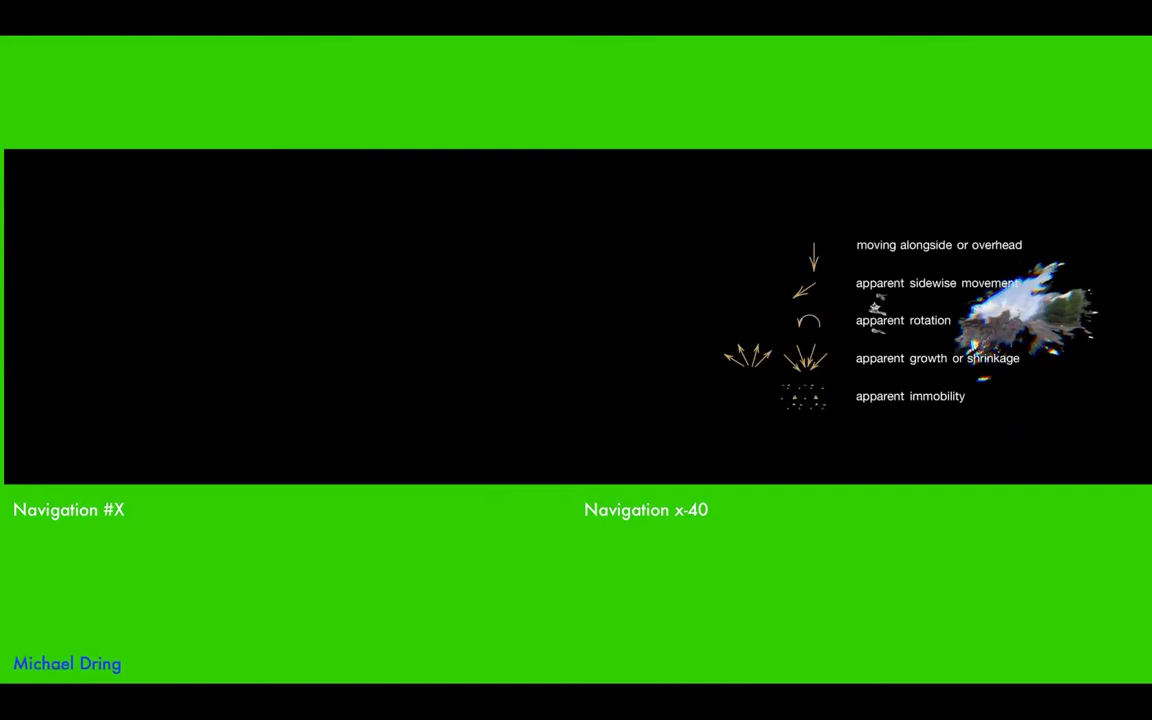 moving alongside or overhead
apparent sidewise movement
apparent rotation
apparent growth or shrinkage
apparent immobility
Navigation #X
Navigation x-40
Michael Dring